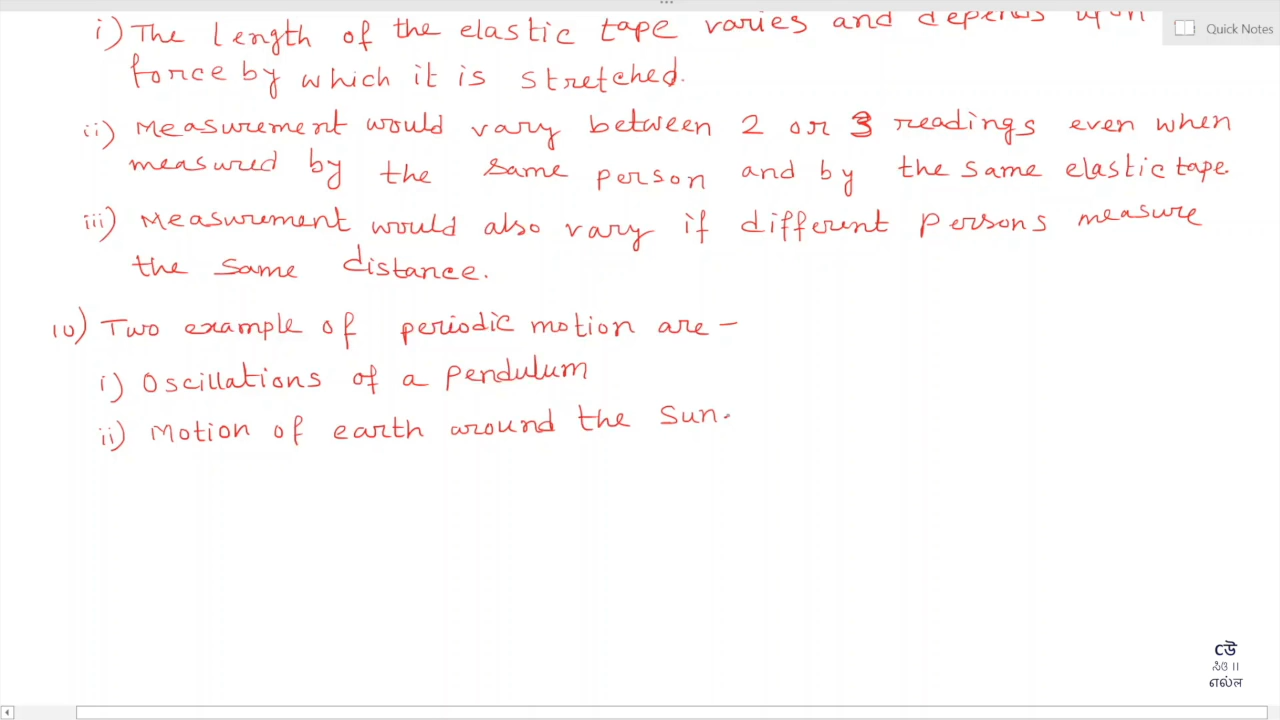 i) The length of the elastic tape varies and depends upon
Quick Notes
force by which it is stretched.
ii) Measurement would vary between 2 or 3 readings even when
measured by the same person and by the same elastic tape.
iii) Measurement would also vary if different persons measure
the same distance.
10) Two example of periodic motion are –
i) Oscillations of a pendulum
ii) Motion of earth around the sun.